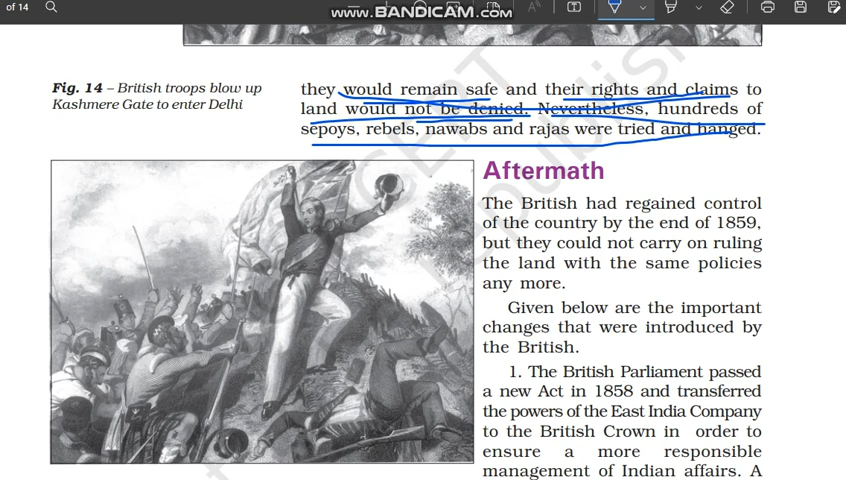 of 14
www.BANDICAM.com
Fig. 14 – British troops blow up
Kashmere Gate to enter Delhi
they would remain safe and their rights and claims to
land would not be denied. Nevertheless, hundreds of
sepoys, rebels, nawabs and rajas were tried and hanged.
Aftermath
The British had regained control
of the country by the end of 1859,
but they could not carry on ruling
the land with the same policies
any more.
Given below are the important
changes that were introduced by
the British.
1. The British Parliament passed
a new Act in 1858 and transferred
the powers of the East India Company
to the British Crown in order to
ensure a more responsible
management of Indian affairs. A